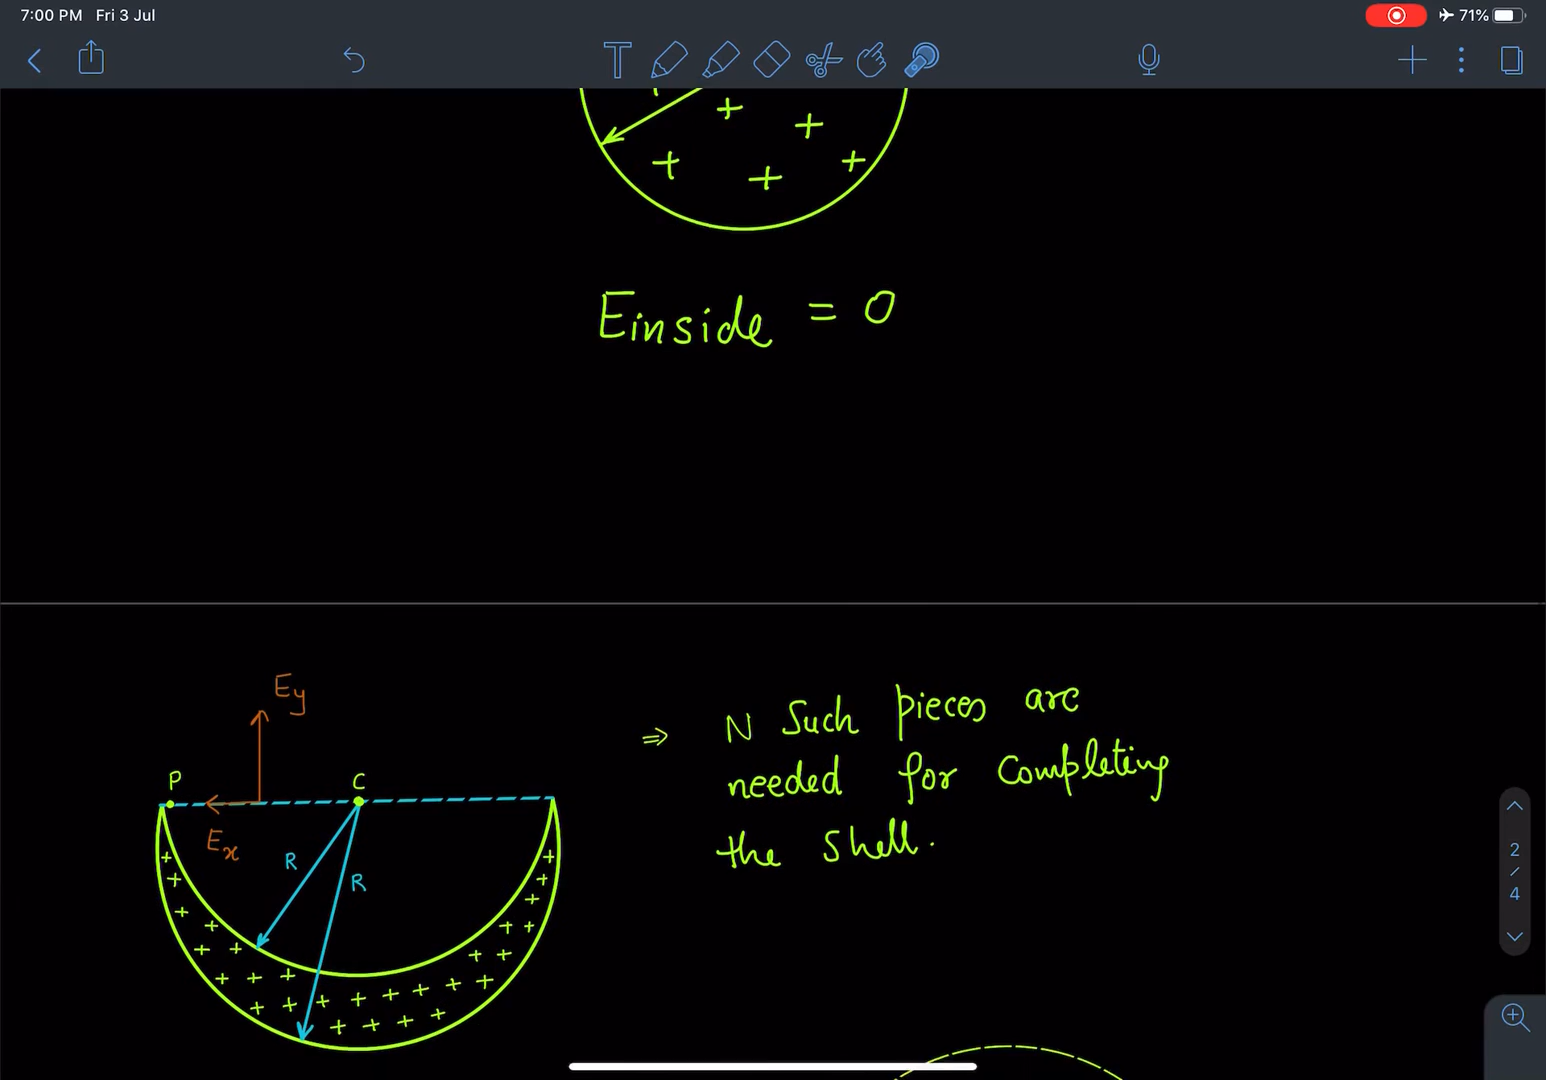 7:00 PM Fri 3 Jul
71%
T
+ + + + +
Einside = 0
Ey
P
C
Ex
R
R
⇒ N Such pieces are
needed for Completing
the Shell.
2
/
4